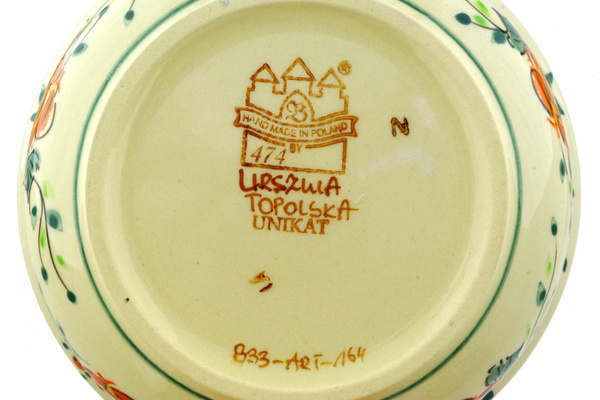 ®
B
HAND MADE IN POLAND
BY
474
N
URSZULA
TOPOLSKA
UNIKAT
833-ART-164